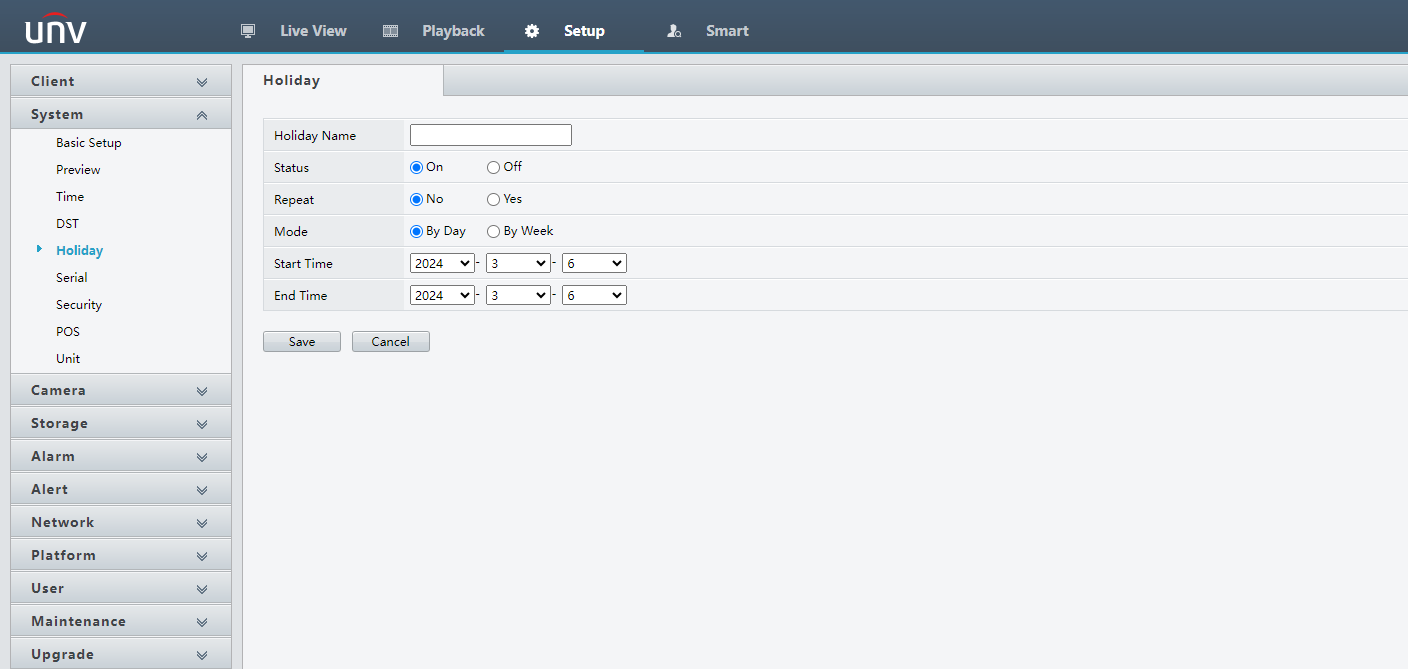 unv
Live View
Playback
Setup
Smart
Client
System
Basic Setup
Preview
Time
DST
Holiday
Serial
Security
POS
Unit
Camera
Storage
Alarm
Alert
Network
Platform
User
Maintenance
Upgrade
Holiday
Holiday Name
Status On Off
Repeat No Yes
Mode By Day By Week
Start Time 2024 - 3 - 6
End Time 2024 - 3 - 6
Save Cancel